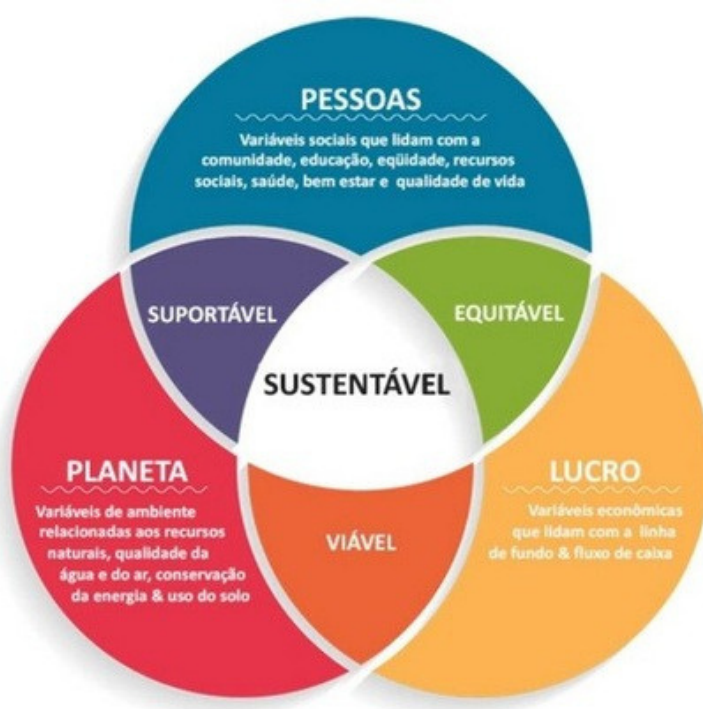 PESSOAS
Variáveis sociais que lidam com a
comunidade, educação, eqüidade, recursos
sociais, saúde, bem estar e qualidade de vida
SUPORTÁVEL
EQUITÁVEL
SUSTENTÁVEL
PLANETA
Variáveis de ambiente
relacionadas aos recursos
naturais, qualidade da
água e do ar, conservação
da energia & uso do solo
LUCRO
Variáveis econômicas
que lidam com a linha
de fundo & fluxo de caixa
VIÁVEL